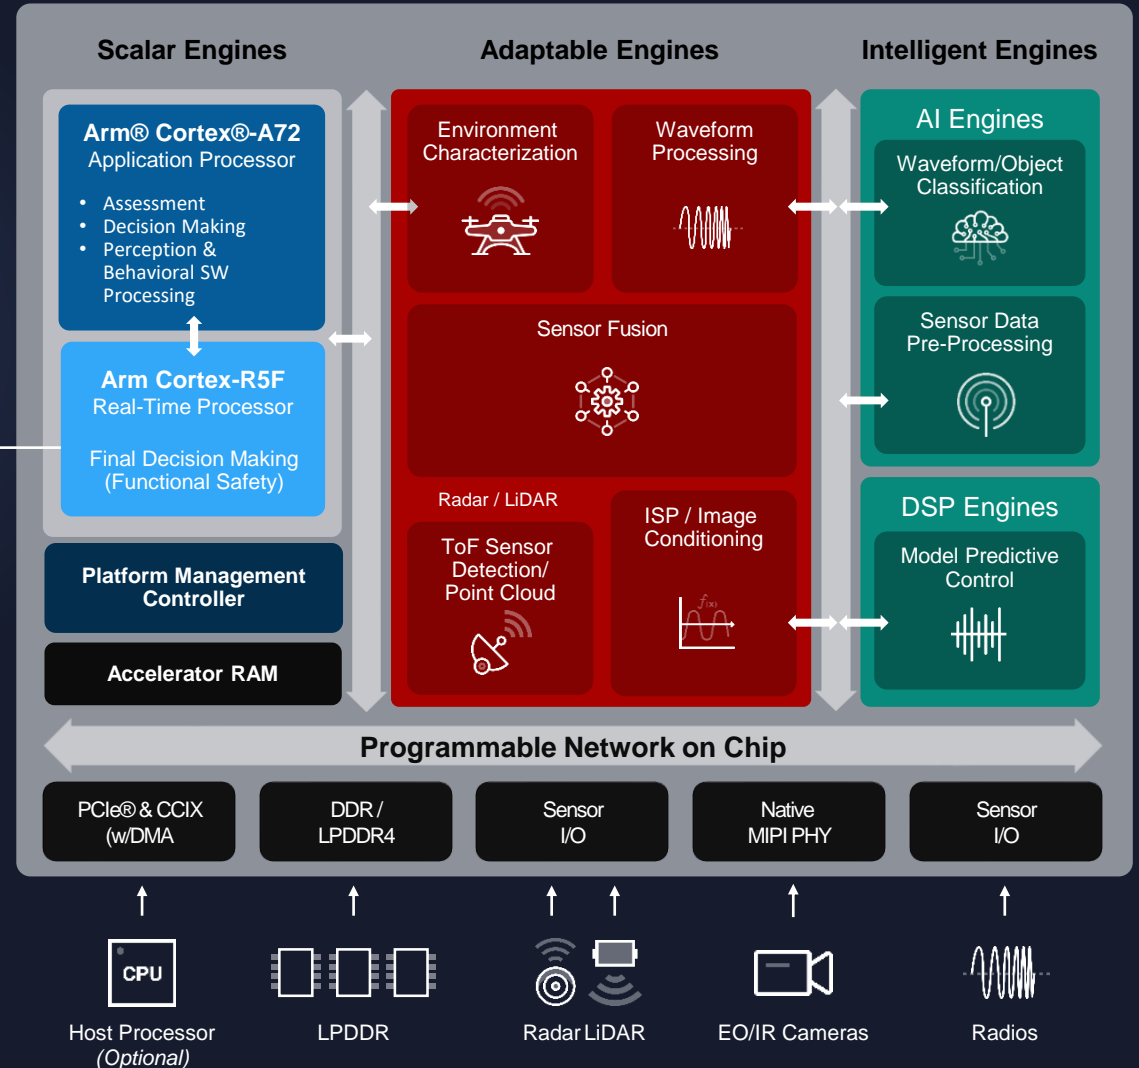 Scalar Engines
Adaptable Engines
Intelligent Engines
Arm® Cortex®-A72
Application Processor
• Assessment
• Decision Making
• Perception &
Behavioral SW
Processing
Arm Cortex-R5F
Real-Time Processor
Final Decision Making
(Functional Safety)
Platform Management
Controller
Accelerator RAM
Environment
Characterization
Waveform
Processing
Sensor Fusion
Radar / LiDAR
ToF Sensor
Detection/
Point Cloud
ISP / Image
Conditioning
f(x)
AI Engines
Waveform/Object
Classification
Sensor Data
Pre-Processing
DSP Engines
Model Predictive
Control
Programmable Network on Chip
PCIe® & CCIX
(w/DMA
DDR /
LPDDR4
Sensor
I/O
Native
MIPI PHY
Sensor
I/O
CPU
Host Processor
(Optional)
LPDDR
Radar LiDAR
EO/IR Cameras
Radios